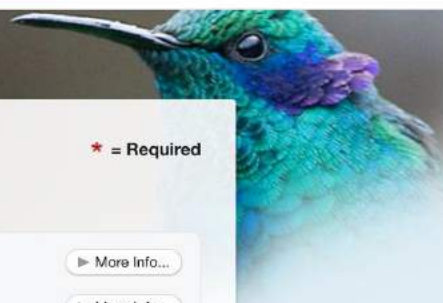 * = Required
▶ More Info...